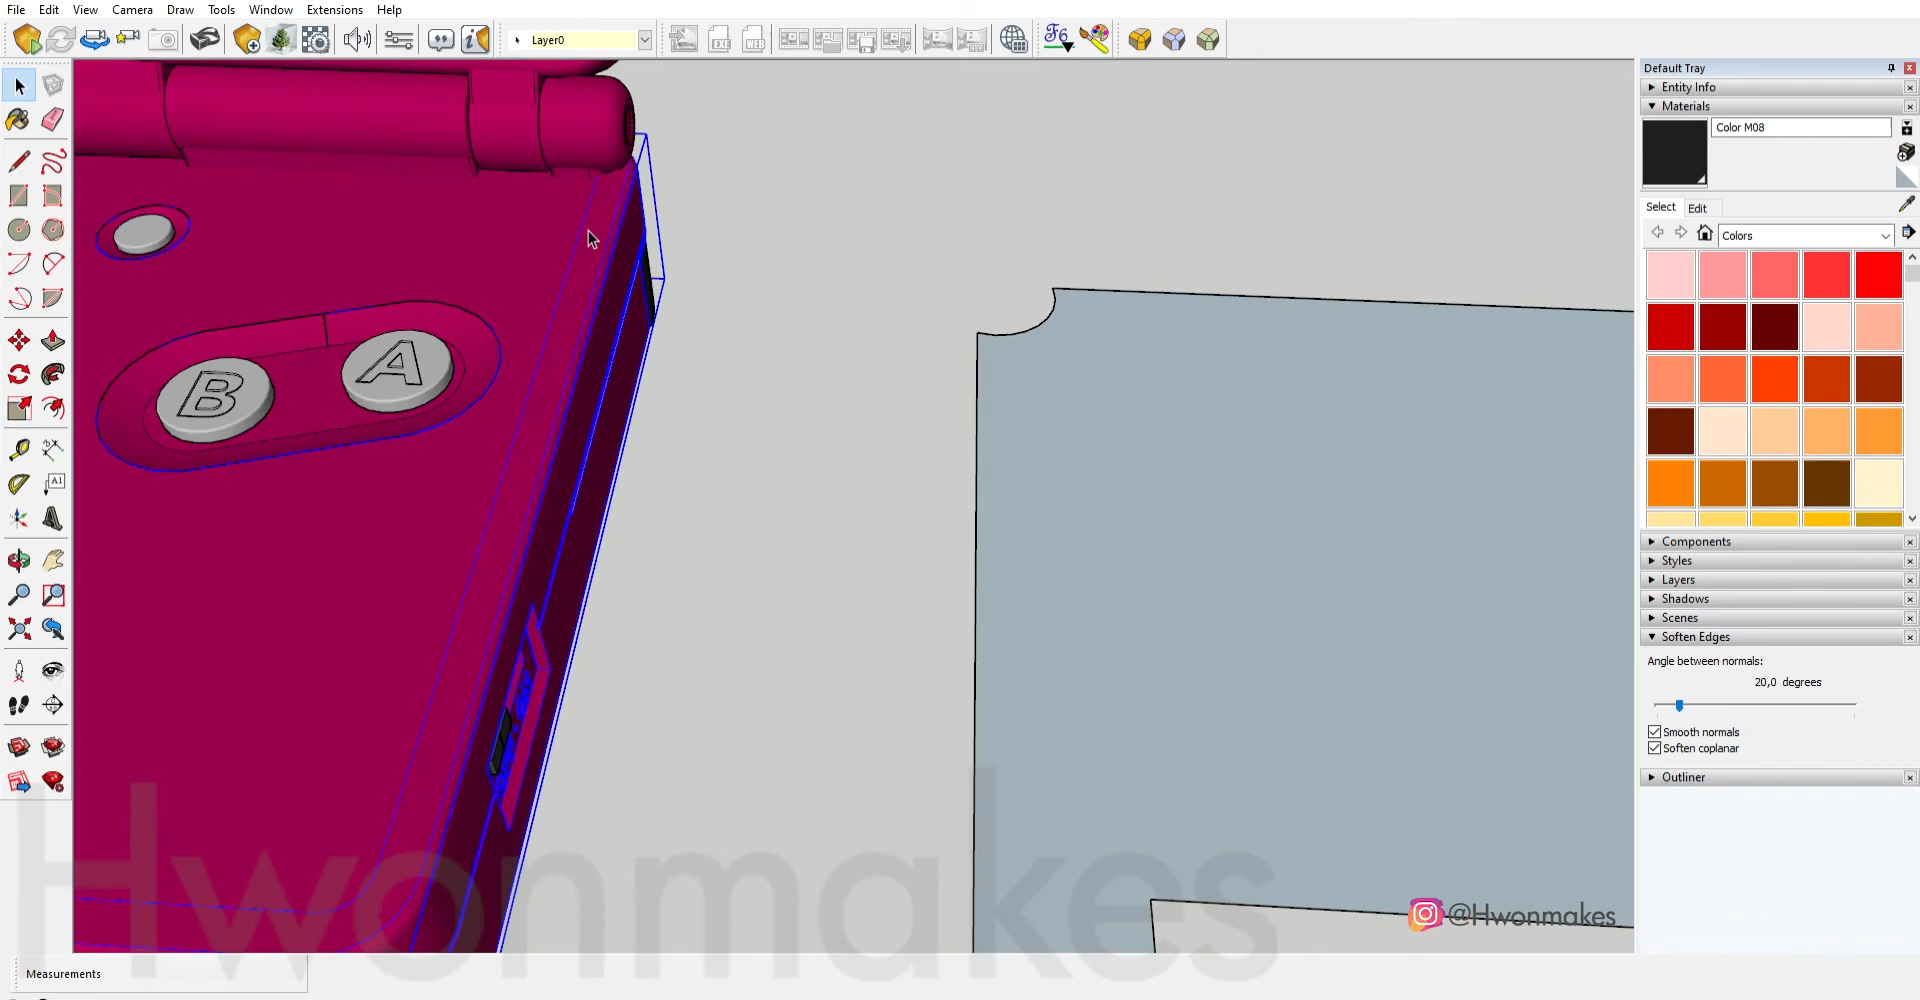 File Edit View Camera Draw Tools Window Extensions Help
Layer0
Default Tray
Entity Info
Materials
Color M08
Select Edit
Colors
Components
Styles
Layers
Shadows
Scenes
Soften Edges
Angle between normals:
20,0 degrees
Smooth normals
Soften coplanar
Outliner
B A
Hwonmakes
@Hwonmakes
Measurements